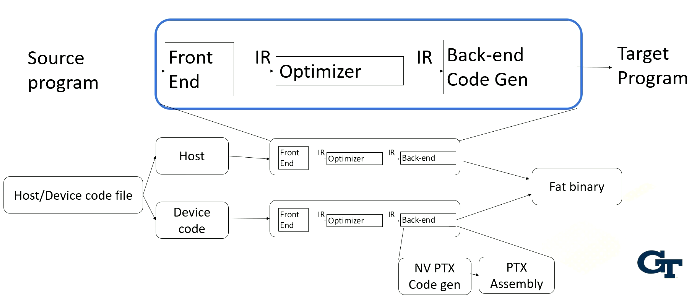 Source
program
Front
End
IR
Optimizer
IR
Back-end
Code Gen
Target
Program
Host/Device code file
Host
Front
End
IR
Optimizer
IR
Back-end
Device
code
Front
End
IR
Optimizer
IR
Back-end
Fat binary
NV PTX
Code gen
PTX
Assembly
GT